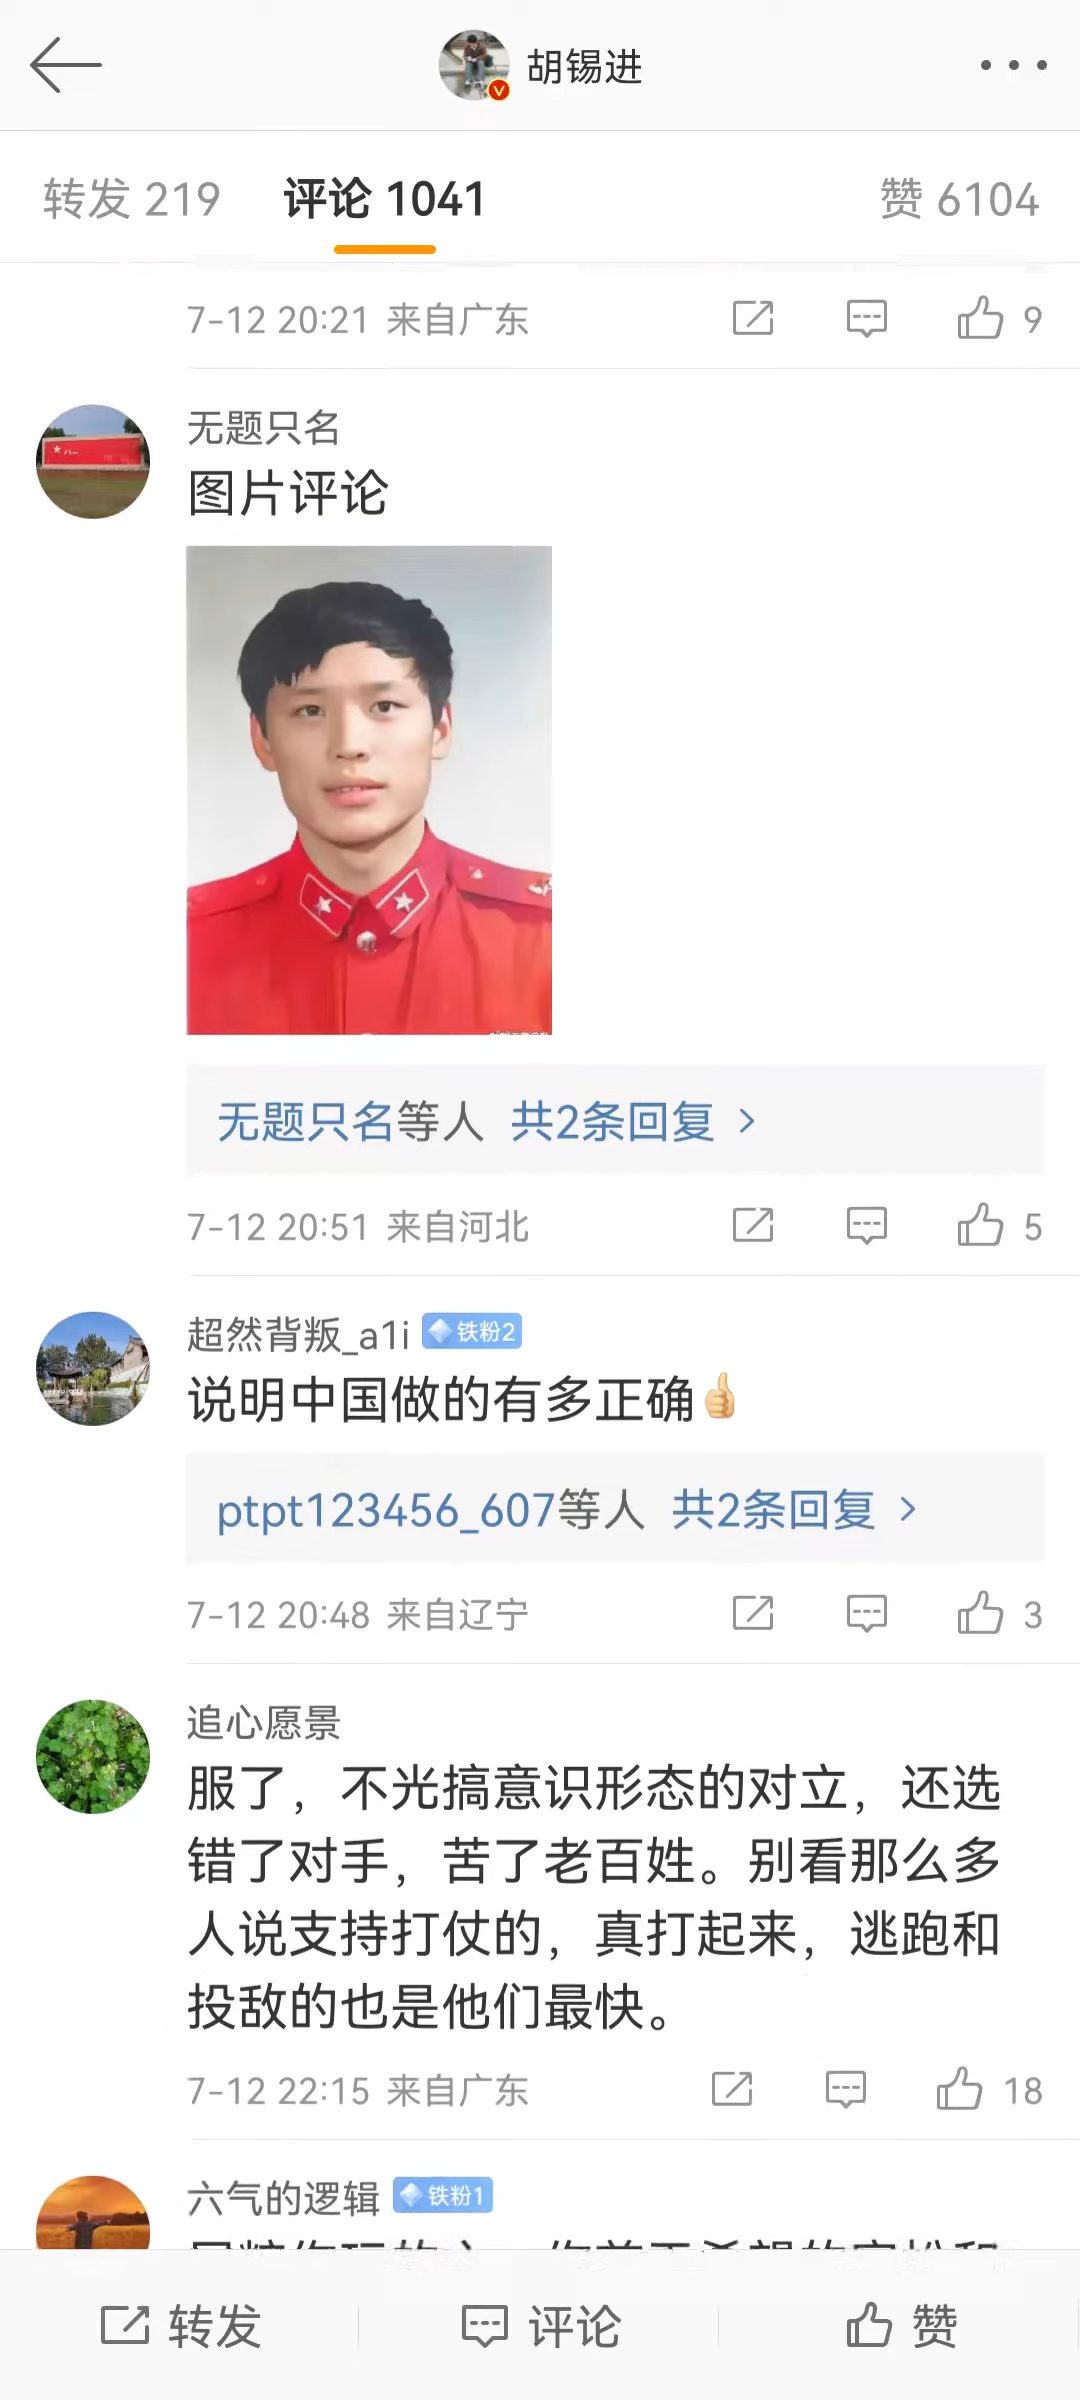 胡锡进
转发 219
评论 1041
赞 6104
7-12 20:21 来自广东
9
无题只名
图片评论
无题只名等人 共2条回复 >
7-12 20:51 来自河北
5
超然背叛_a1i 铁粉2
说明中国做的有多正确👍
ptpt123456_607等人 共2条回复 >
7-12 20:48 来自辽宁
3
追心愿景
服了，不光搞意识形态的对立，还选
错了对手，苦了老百姓。别看那么多
人说支持打仗的，真打起来，逃跑和
投敌的也是他们最快。
7-12 22:15 来自广东
18
六气的逻辑 铁粉1
转发
评论
赞